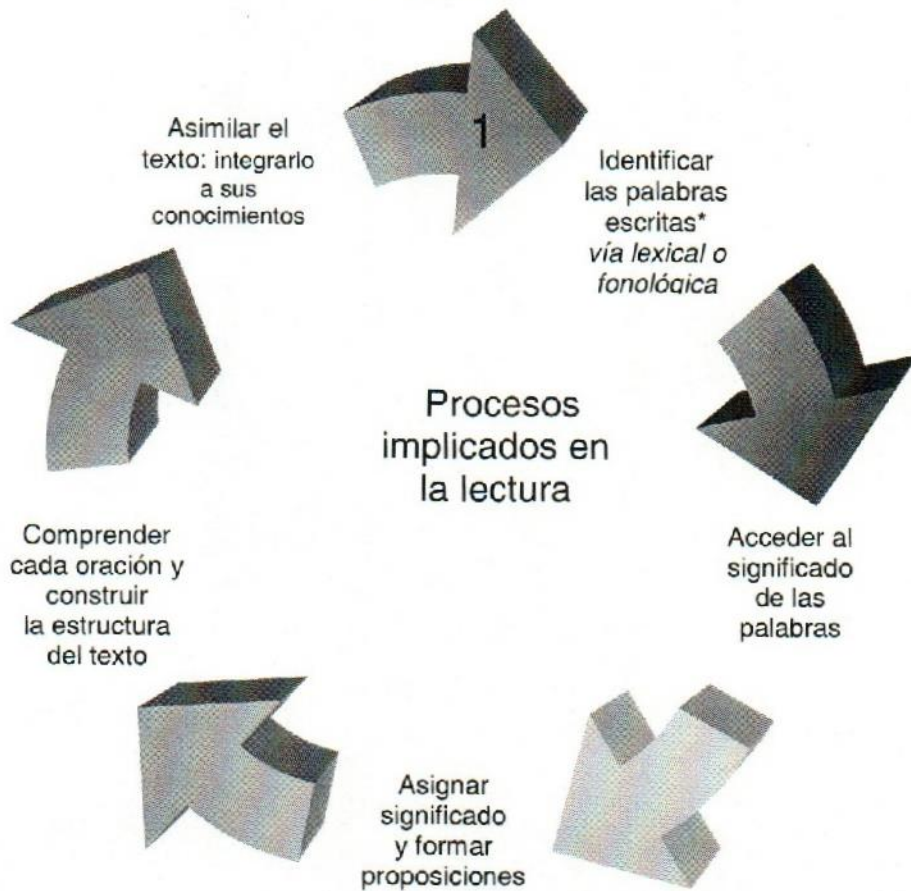 1
Identificar
las palabras
escritas*
vía lexical o
fonológica
Acceder al
significado
de las
palabras
Asignar
significado
y formar
proposiciones
Comprender
cada oración y
construir
la estructura
del texto
Asimilar el
texto: integrarlo
a sus
conocimientos
Procesos
implicados en
la lectura